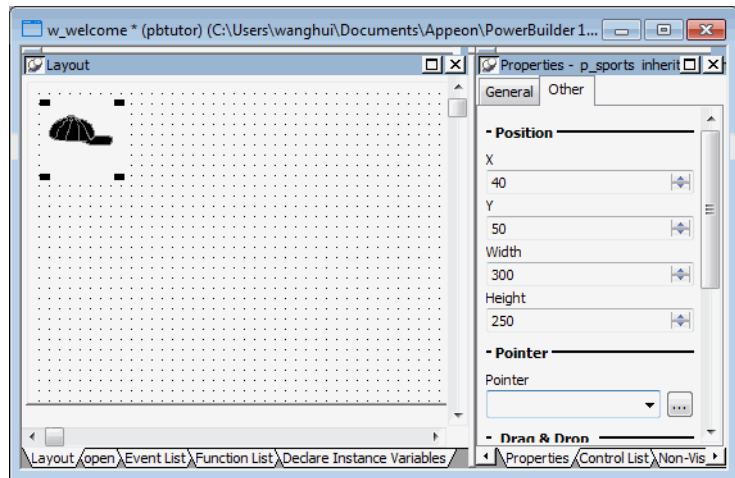 w_welcome * (pbtutor) (C:\Users\wanghui\Documents\Appeon\PowerBuilder 1...
Layout
Properties - p_sports inherit
General Other
- Position
X
40
Y
50
Width
300
Height
250
- Pointer
Pointer
...
- Drag & Drop
Layout open Event List Function List Declare Instance Variables
Properties Control List Non-Vis